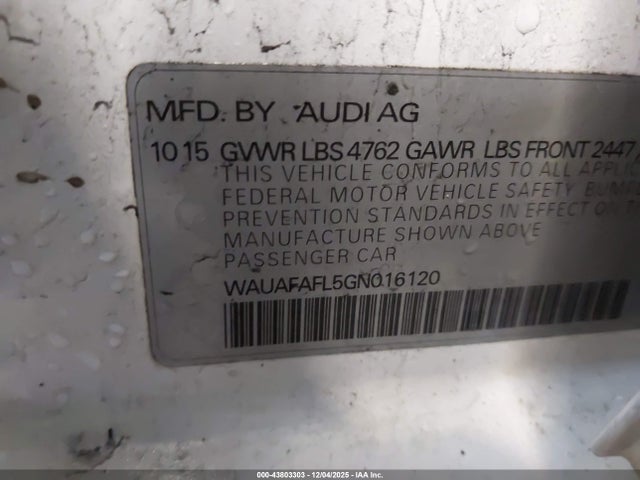 MFD. BY AUDI AG
10 15 GVWR LBS 4762 GAWR LBS FRONT 2447
THIS VEHICLE CONFORMS TO ALL APPLIC
FEDERAL MOTOR VEHICLE SAFETY, BUM
PREVENTION STANDARDS IN EFFECT ON
MANUFACTURE SHOWN ABOVE
PASSENGER CAR
WAUAFAFL5GN016120
000-43803303 - 12/04/2025 - IAA Inc.